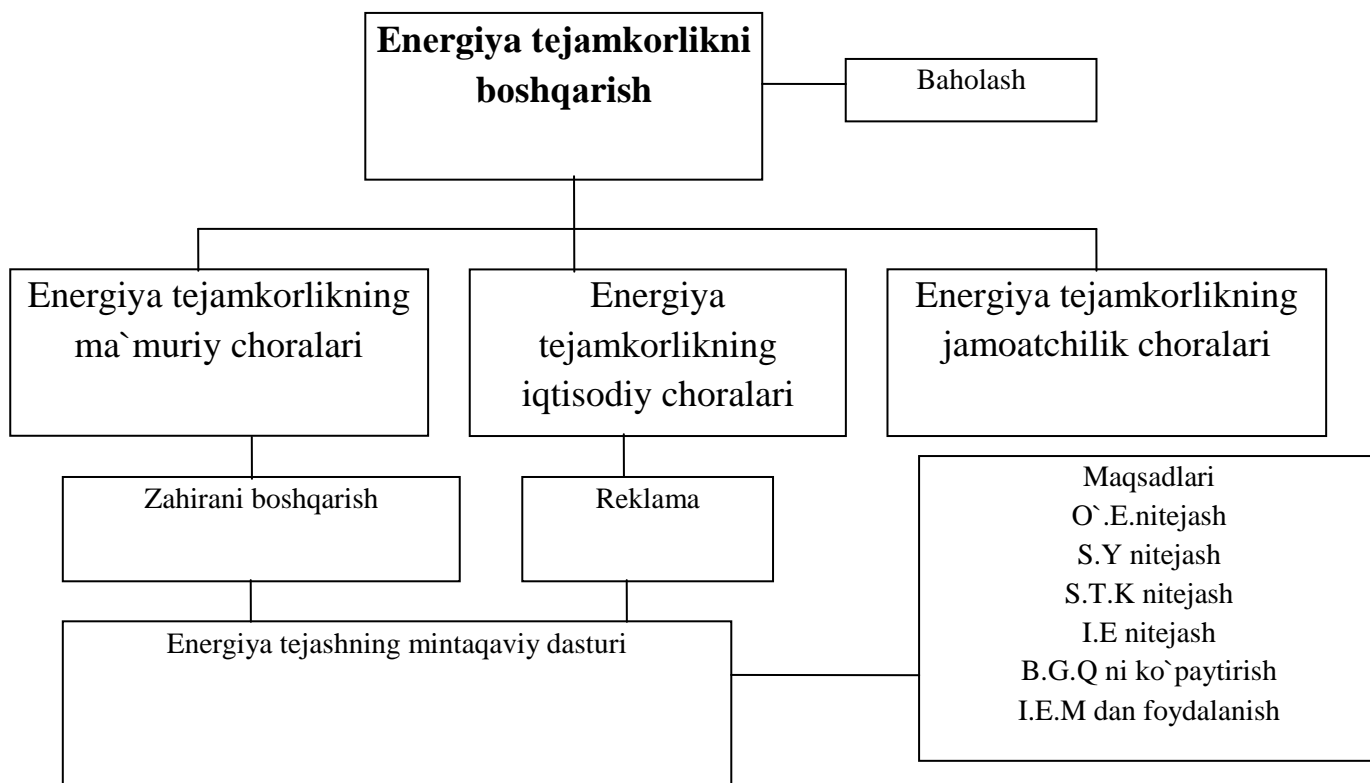 Energiya tejamkorlikni
boshqarish
Baholash
Energiya tejamkorlikning
ma`muriy choralari
Energiya
tejamkorlikning
iqtisodiy choralari
Energiya tejamkorlikning
jamoatchilik choralari
Zahirani boshqarish
Reklama
Maqsadlari
O`.E.nitejash
S.Y nitejash
S.T.K nitejash
I.E nitejash
B.G.Q ni ko`paytirish
I.E.M dan foydalanish
Energiya tejashning mintaqaviy dasturi